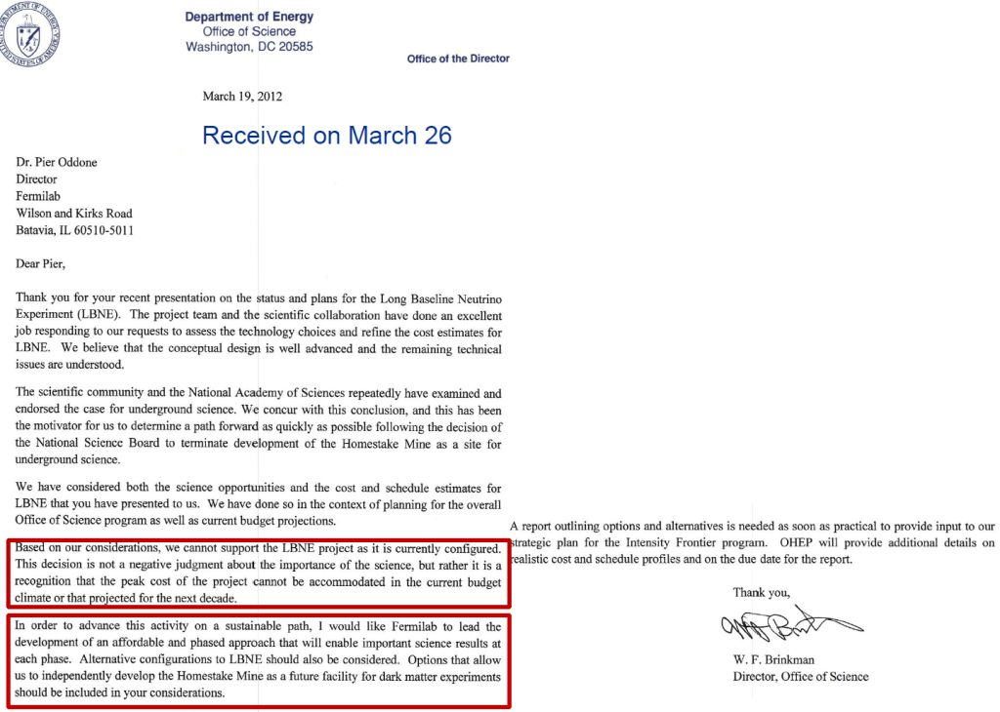 Department of Energy
Office of Science
Washington, DC 20585
Office of the Director
March 19, 2012
Received on March 26
Dr. Pier Oddone
Director
Fermilab
Wilson and Kirks Road
Batavia, IL 60510-5011
Dear Pier,
Thank you for your recent presentation on the status and plans for the Long Baseline Neutrino
Experiment (LBNE). The project team and the scientific collaboration have done an excellent
job responding to our requests to assess the technology choices and refine the cost estimates for
LBNE. We believe that the conceptual design is well advanced and the remaining technical
issues are understood.
The scientific community and the National Academy of Sciences repeatedly have examined and
endorsed the case for underground science. We concur with this conclusion, and this has been
the motivator for us to determine a path forward as quickly as possible following the decision of
the National Science Board to terminate development of the Homestake Mine as a site for
underground science.
We have considered both the science opportunities and the cost and schedule estimates for
LBNE that you have presented to us. We have done so in the context of planning for the overall
Office of Science program as well as current budget projections.
Based on our considerations, we cannot support the LBNE project as it is currently configured.
This decision is not a negative judgment about the importance of the science, but rather it is a
recognition that the peak cost of the project cannot be accommodated in the current budget
climate or that projected for the next decade.
In order to advance this activity on a sustainable path, I would like Fermilab to lead the
development of an affordable and phased approach that will enable important science results at
each phase. Alternative configurations to LBNE should also be considered. Options that allow
us to independently develop the Homestake Mine as a future facility for dark matter experiments
should be included in your considerations.
A report outlining options and alternatives is needed as soon as practical to provide input to our
strategic plan for the Intensity Frontier program. OHEP will provide additional details on
realistic cost and schedule profiles and on the due date for the report.
Thank you,
W. F. Brinkman
Director, Office of Science